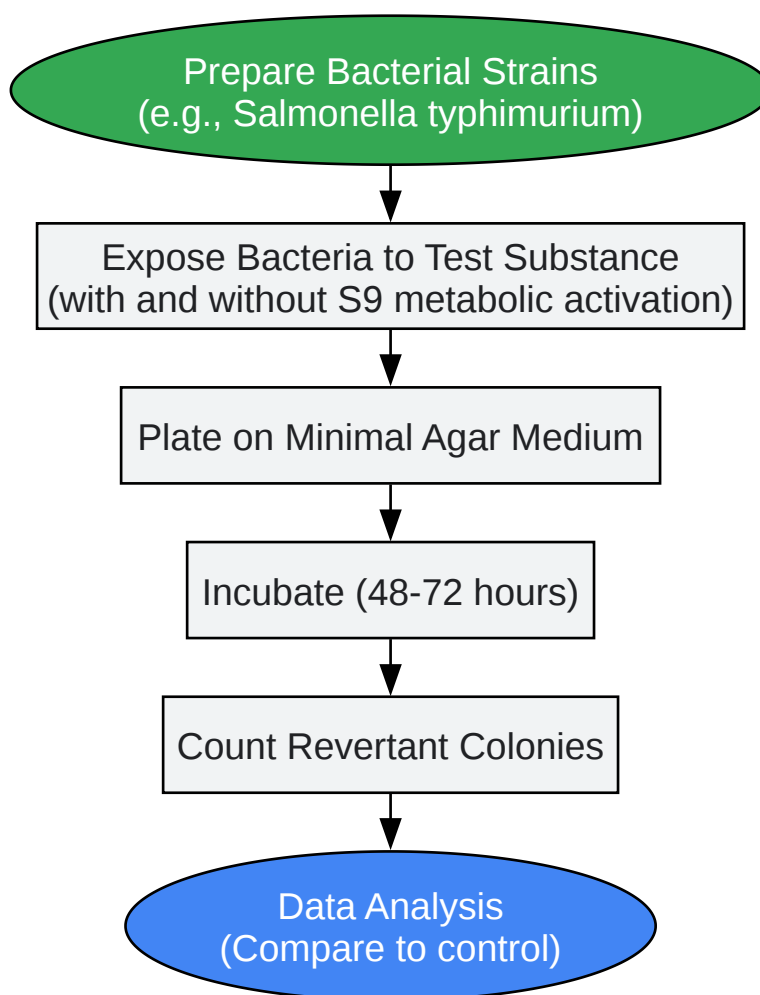 Prepare Bacterial Strains
(e.g., Salmonella typhimurium)
Expose Bacteria to Test Substance
(with and without S9 metabolic activation)
Plate on Minimal Agar Medium
Incubate (48-72 hours)
Count Revertant Colonies
Data Analysis
(Compare to control)